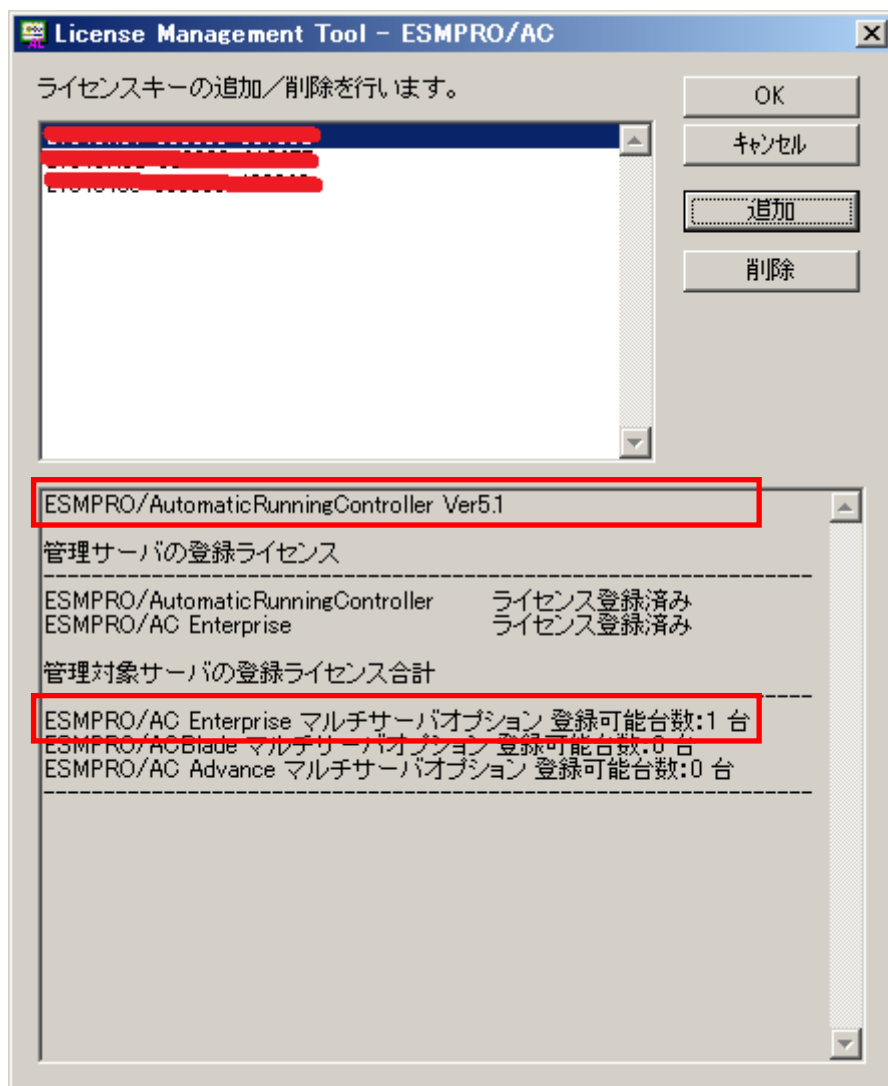 License Management Tool - ESMPRO/AC
ライセンスキーの追加／削除を行います。
OK
キャンセル
追加
削除
ESMPRO/AutomaticRunningController Ver5.1
管理サーバの登録ライセンス
----------------------------------------------------------------
ESMPRO/AutomaticRunningController ライセンス登録済み
ESMPRO/AC Enterprise ライセンス登録済み
管理対象サーバの登録ライセンス合計
----------------------------------------------------------------
ESMPRO/AC Enterprise マルチサーバオプション 登録可能台数:1 台
ESMPRO/ACBlade マルチサーバオプション 登録可能台数:0 台
ESMPRO/AC Advance マルチサーバオプション 登録可能台数:0 台
----------------------------------------------------------------